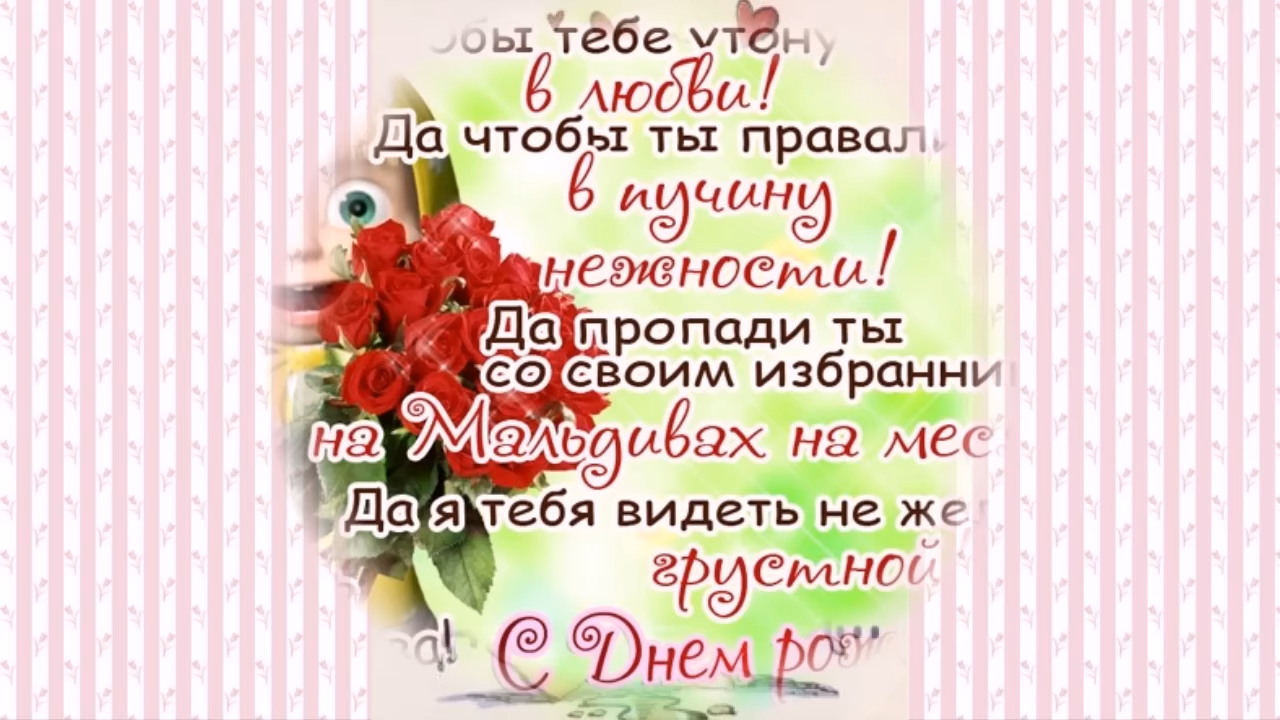 тебе
в любви!
Да чтобы ты
в пучину
нежности!
Да пропади ты
со своим
на Мальдивах на
Да я тебя видеть не
грустной
С Днем